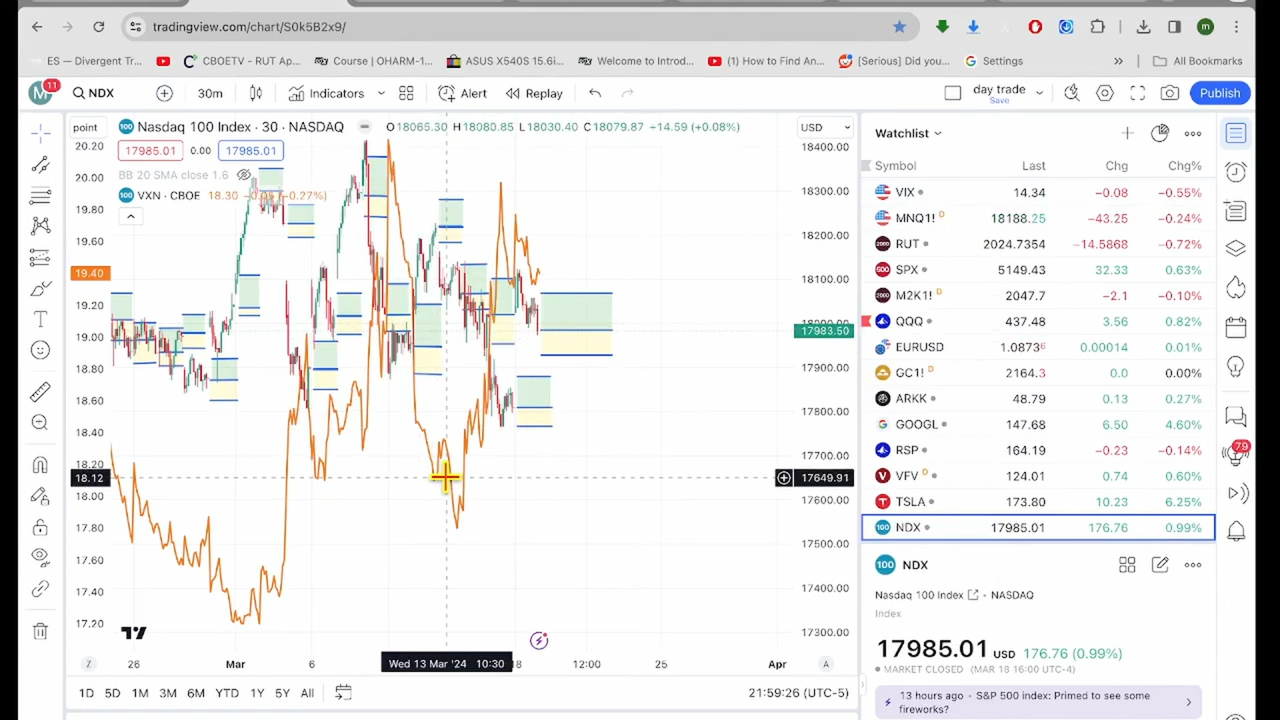 tradingview.com/chart/S0k5B2x9/
m
ES — Divergent Tr...
CBOETV - RUT Ap...
Course | OHARM-1...
ASUS X540S 15.6i...
Welcome to Introd...
(1) How to Find An...
[Serious] Did you...
Settings
»
All Bookmarks
M 11 NDX 30m Indicators Alert Replay day trade Save Publish
point 100 Nasdaq 100 Index · 30 · NASDAQ O18065.30 H18080.85 L18030.40 C18079.87 +14.59 (+0.08%) USD
17985.01 0.00 17985.01
BB 20 SMA close 1.6
100 VXN · CBOE 18.30
20.20
20.00
19.80
19.60
19.40
19.20
19.00
18.80
18.60
18.40
18.20
18.12
18.00
17.80
17.60
17.40
17.20
18400.00
18300.00
18200.00
18100.00
17983.50
17900.00
17800.00
17700.00
17649.91
17600.00
17500.00
17400.00
17300.00
Z 26 Mar 6 Wed 13 Mar '24 10:30 18 12:00 25 Apr A
1D 5D 1M 3M 6M YTD 1Y 5Y All 21:59:26 (UTC-5)
Watchlist
Symbol Last Chg Chg%
VIX 14.34 −0.08 −0.55%
MNQ1! D 18188.25 −43.25 −0.24%
2000 RUT 2024.7354 −14.5868 −0.72%
500 SPX 5149.43 32.33 0.63%
2000 M2K1! D 2047.7 −2.1 −0.10%
QQQ 437.48 3.56 0.82%
EURUSD 1.08736 0.00014 0.01%
GC1! D 2164.3 0.0 0.00%
ARKK 48.79 0.13 0.27%
GOOGL 147.68 6.50 4.60%
RSP 164.19 −0.23 −0.14%
VFV D 124.01 0.74 0.60%
TSLA 173.80 10.23 6.25%
100 NDX 17985.01 176.76 0.99%
100 NDX
Nasdaq 100 Index • NASDAQ
Index
17985.01 USD 176.76 (0.99%)
MARKET CLOSED (MAR 18 16:00 UTC-4)
13 hours ago • S&P 500 index: Primed to see some
fireworks?
79